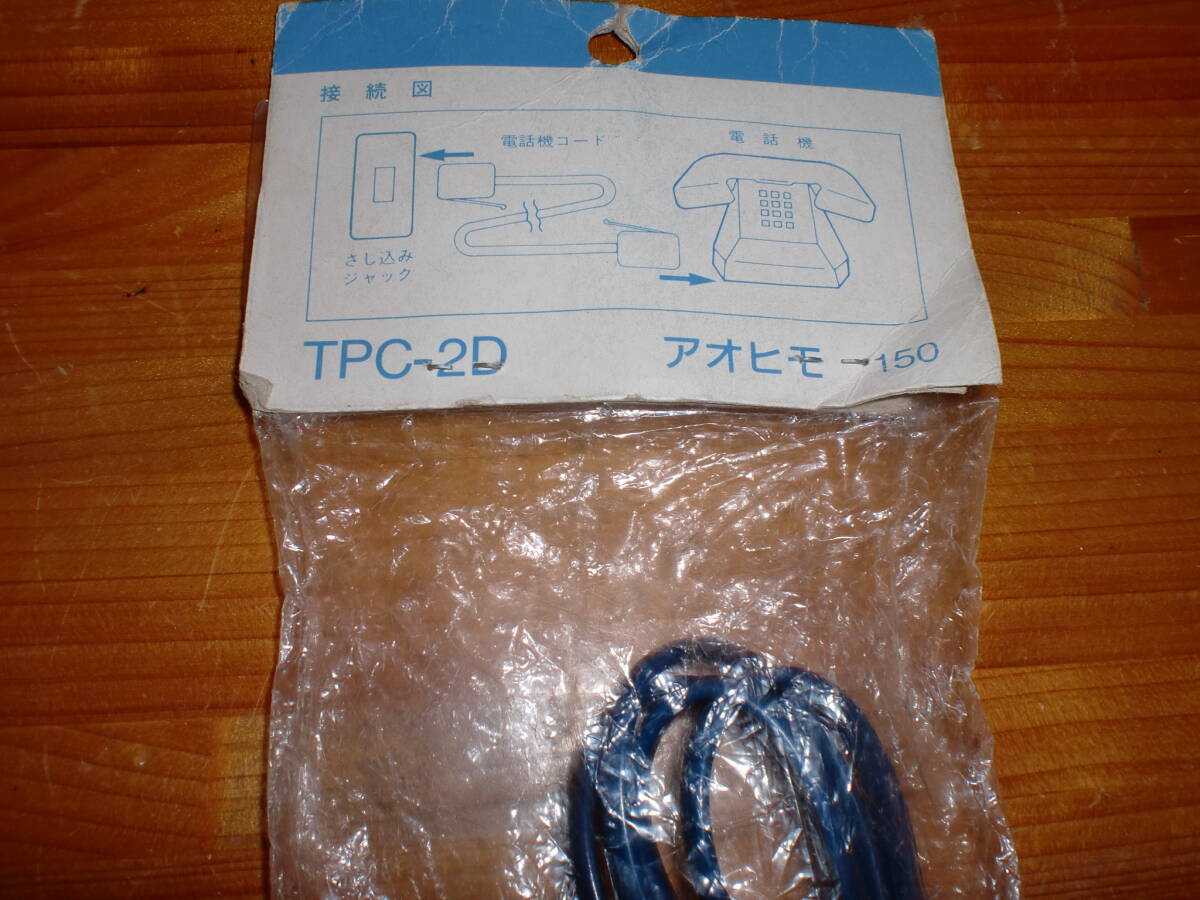 接続図
電話機コード
電話機
さし込み
ジャック
TPC-2D
アオヒモ-150